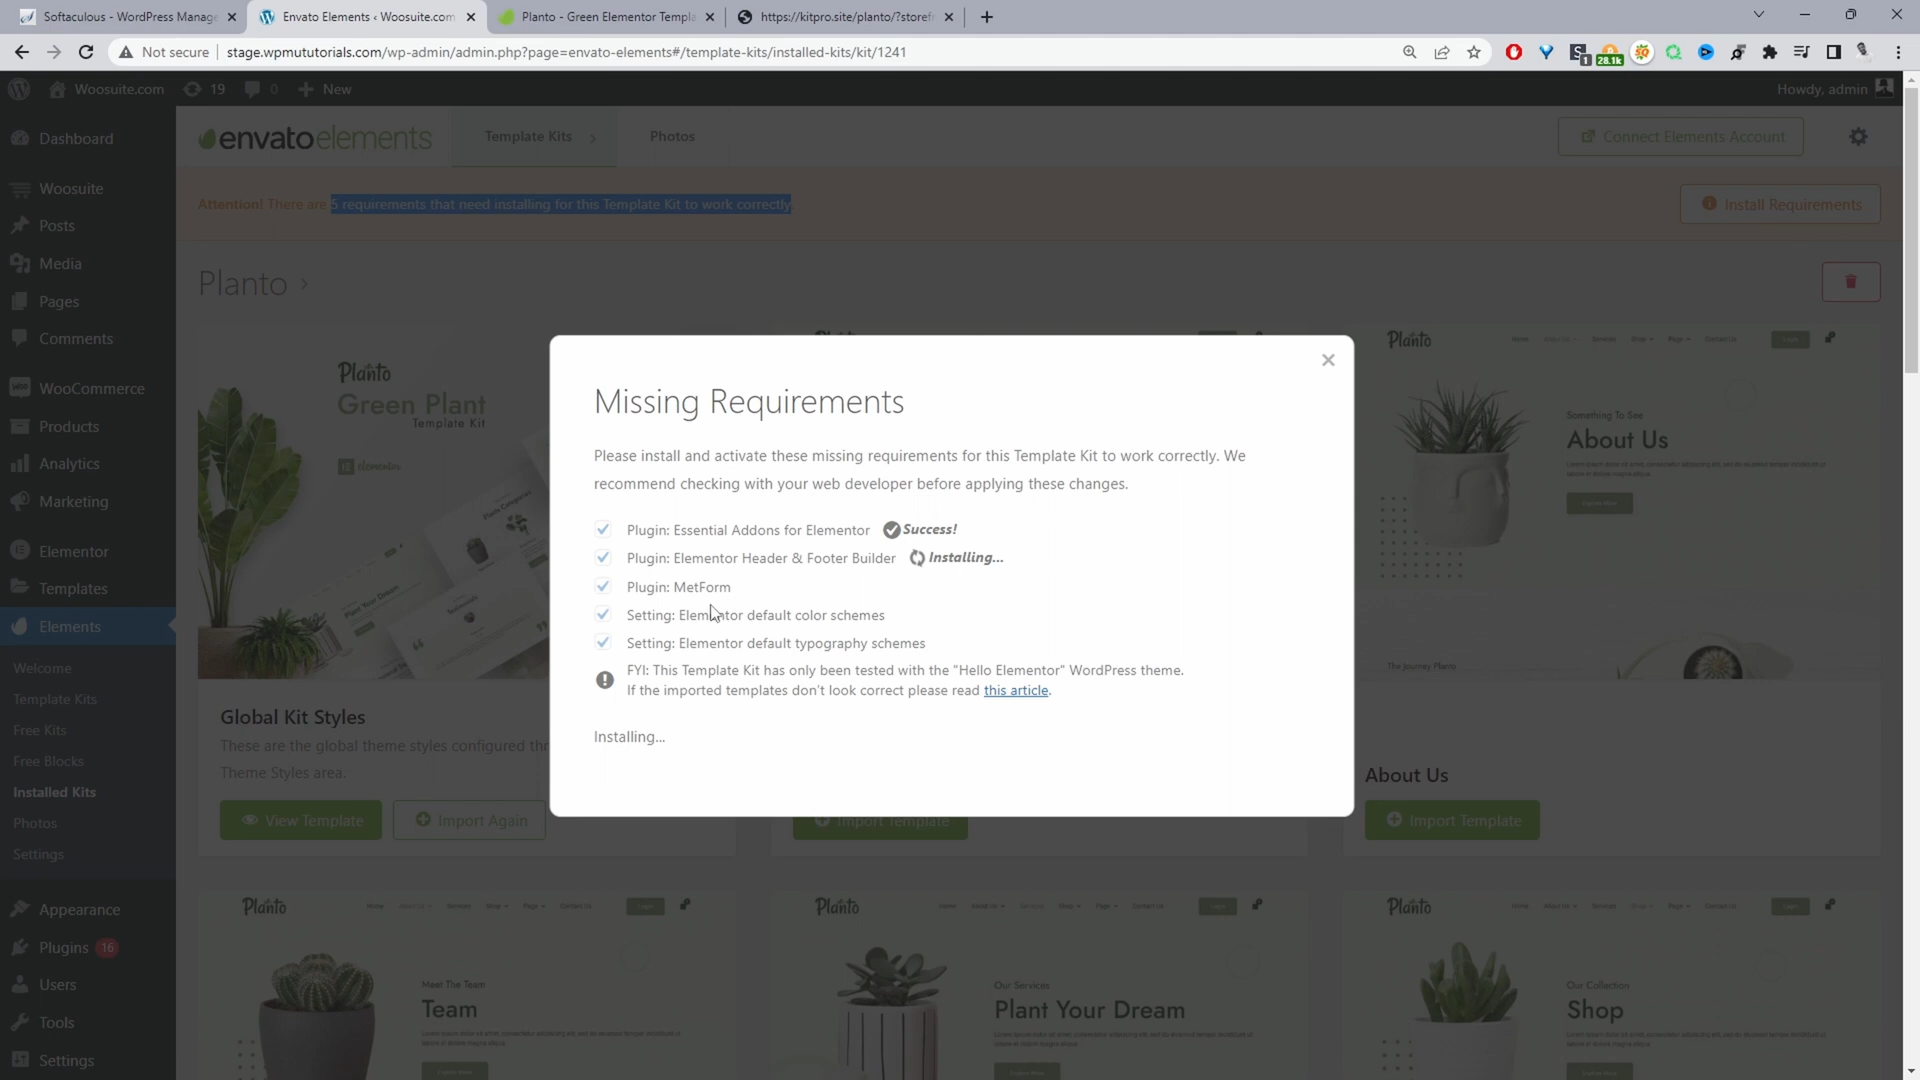 Softaculous - WordPress Manage
Envato Elements ‹ Woosuite.com
Planto - Green Elementor Templa
https://kitpro.site/planto/?storefr
Not secure
stage.wpmututorials.com/wp-admin/admin.php?page=envato-elements#/template-kits/installed-kits/kit/1241
1
28.1k
Woosuite.com
19
0
New
Howdy, admin
Dashboard
Woosuite
Posts
Media
Pages
Comments
WooCommerce
Products
Analytics
Marketing
Elementor
Templates
Elements
Welcome
Template Kits
Free Kits
Free Blocks
Installed Kits
Photos
Settings
Appearance
Plugins 16
Users
Tools
Settings
envatoelements
Template Kits
Photos
Connect Elements Account
Attention! There are 5 requirements that need installing for this Template Kit to work correctly
Install Requirements
Planto
Planto
Green Plant
Template Kit
elementor
Global Kit Styles
These are the global theme styles configured thr
Theme Styles area.
View Template
Import Again
Missing Requirements
Please install and activate these missing requirements for this Template Kit to work correctly. We
recommend checking with your web developer before applying these changes.
Plugin: Essential Addons for Elementor Success!
Plugin: Elementor Header & Footer Builder Installing...
Plugin: MetForm
Setting: Elementor default color schemes
Setting: Elementor default typography schemes
FYI: This Template Kit has only been tested with the "Hello Elementor" WordPress theme.
If the imported templates don't look correct please read this article.
Installing...
Import Template
Planto
Something To See
About Us
The Journey Planto
About Us
Import Template
Planto
Meet The Team
Team
Planto
Our Services
Plant Your Dream
Planto
Our Collection
Shop